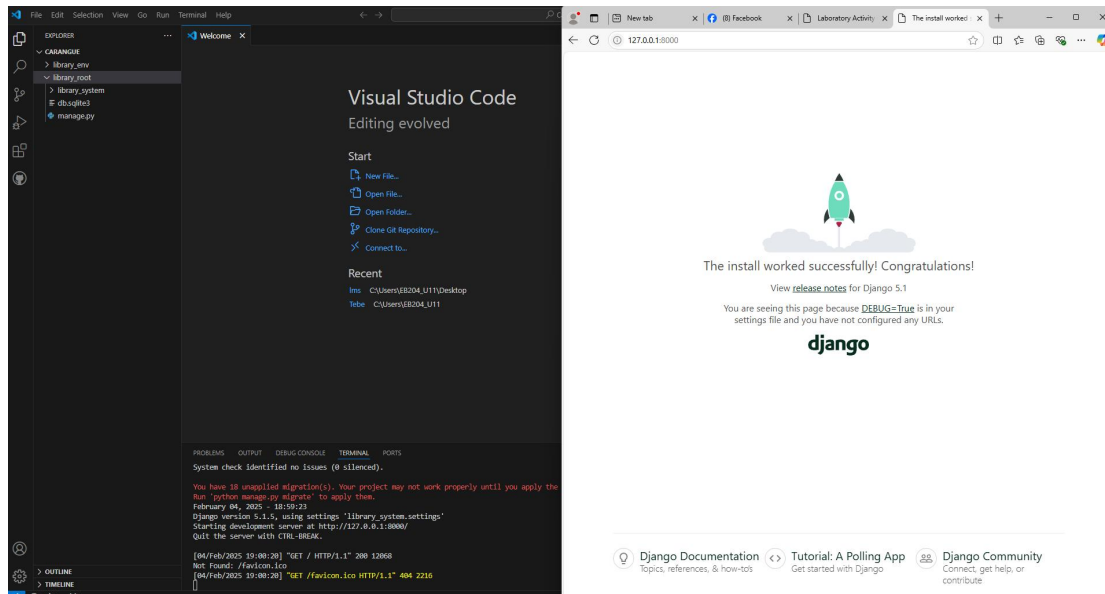 File Edit Selection View Go Run Terminal Help
EXPLORER
CARANGUE
library_env
library_root
library_system
db.sqlite3
manage.py
OUTLINE
TIMELINE
Welcome
Visual Studio Code
Editing evolved
Start
New File...
Open File...
Open Folder...
Clone Git Repository...
Connect to...
Recent
lms C:\Users\EB204_U11\Desktop
Tebe C:\Users\EB204_U11
PROBLEMS OUTPUT DEBUG CONSOLE TERMINAL PORTS
System check identified no issues (0 silenced).
You have 18 unapplied migration(s). Your project may not work properly until you apply the
Run 'python manage.py migrate' to apply them.
February 04, 2025 - 18:59:23
Django version 5.1.5, using settings 'library_system.settings'
Starting development server at http://127.0.0.1:8000/
Quit the server with CTRL-BREAK.
[04/Feb/2025 19:00:20] "GET / HTTP/1.1" 200 12068
Not Found: /favicon.ico
[04/Feb/2025 19:00:20] "GET /favicon.ico HTTP/1.1" 404 2216
New tab
(8) Facebook
Laboratory Activity
The install worked
127.0.0.1:8000
The install worked successfully! Congratulations!
View release notes for Django 5.1
You are seeing this page because DEBUG=True is in your
settings file and you have not configured any URLs.
django
Django Documentation
Topics, references, & how-to's
Tutorial: A Polling App
Get started with Django
Django Community
Connect, get help, or
contribute